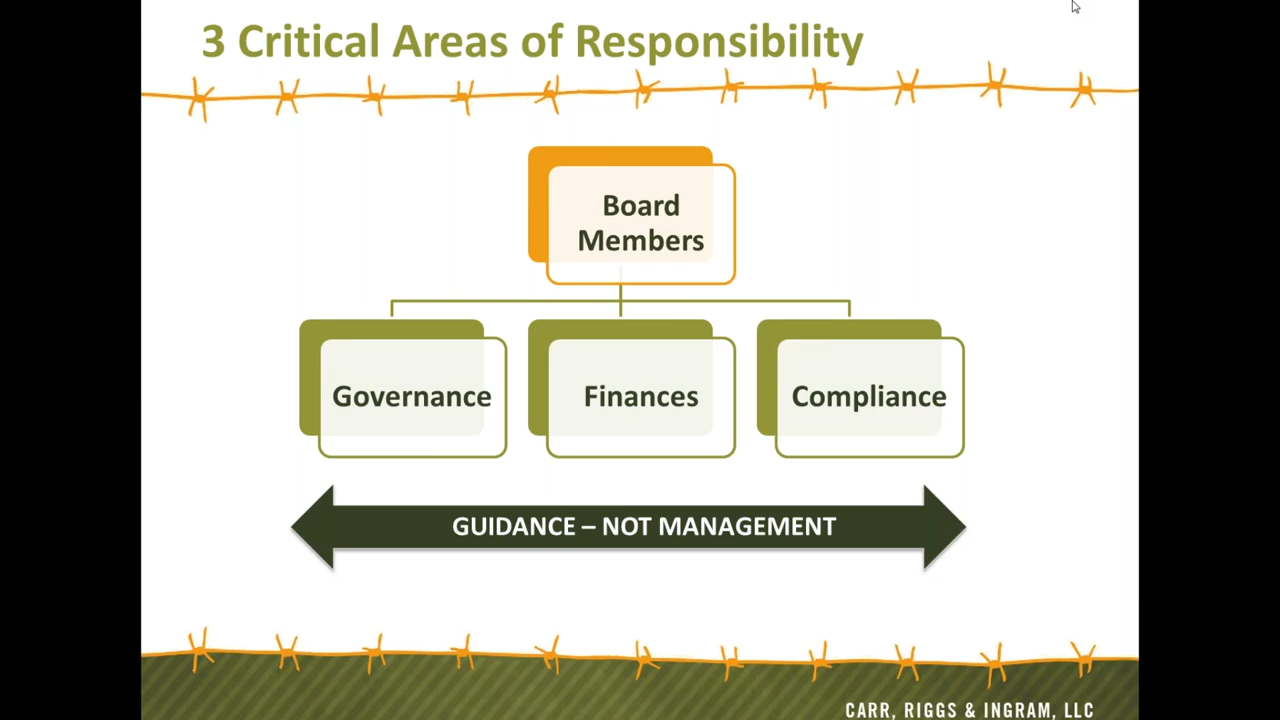 3 Critical Areas of Responsibility
Board
Members
Governance
Finances
Compliance
GUIDANCE – NOT MANAGEMENT
CARR, RIGGS & INGRAM, LLC